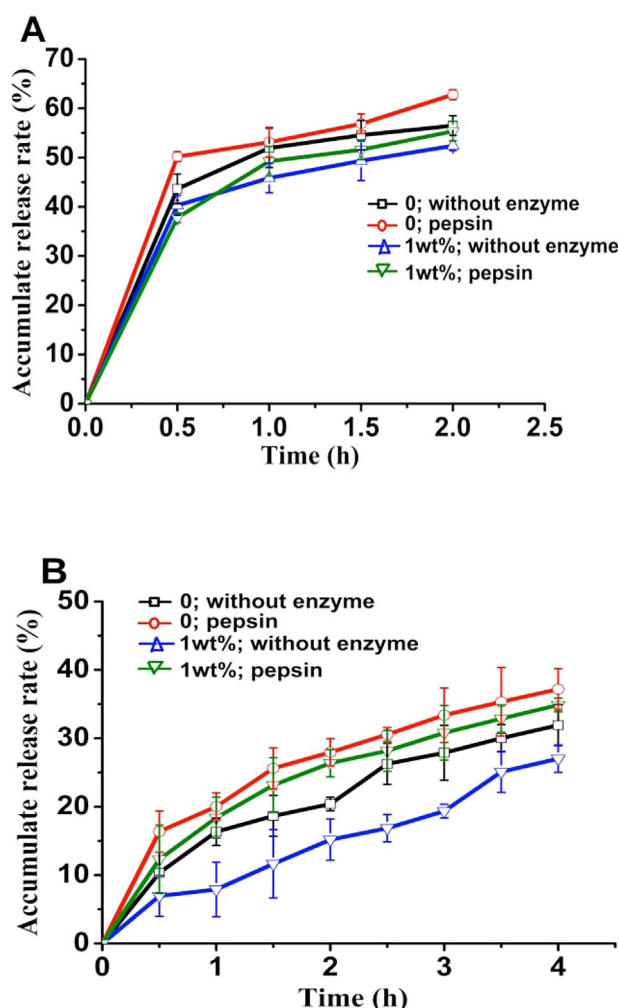 A
Accumulate release rate (%)
70
60
50
40
30
20
10
0
0; without enzyme
0; pepsin
1wt%; without enzyme
1wt%; pepsin
0.0 0.5 1.0 1.5 2.0 2.5
Time (h)
B
Accumulate release rate (%)
50
40
30
20
10
0
0; without enzyme
0; pepsin
1wt%; without enzyme
1wt%; pepsin
0 1 2 3 4
Time (h)